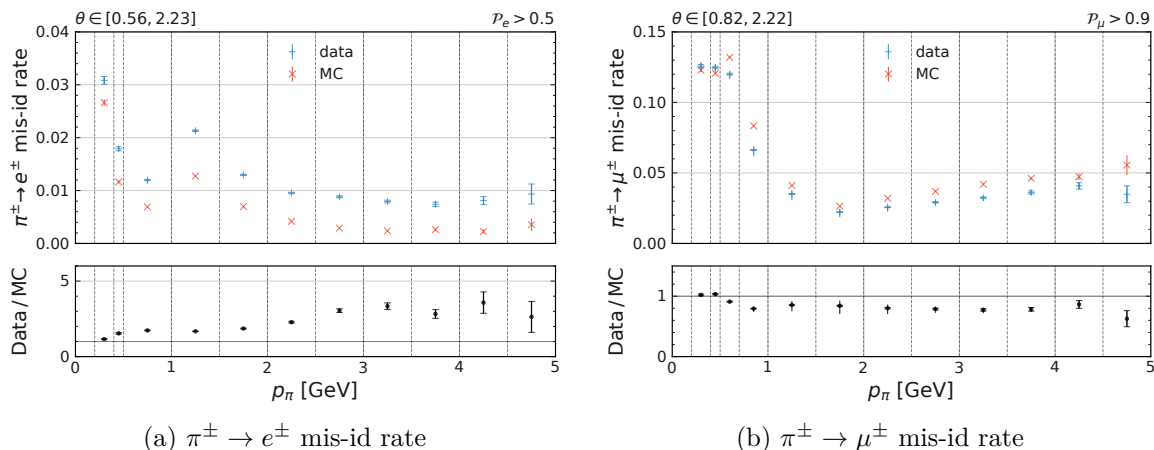 θ ∈ [0.56, 2.23] 𝒫e > 0.5
0.04
0.03
0.02
0.01
0.00
π± → e± mis-id rate
data
MC
5
0
Data / MC
0 1 2 3 4 5
pπ [GeV]
(a) π± → e± mis-id rate
θ ∈ [0.82, 2.22] 𝒫μ > 0.9
0.15
0.10
0.05
0.00
π± → μ± mis-id rate
data
MC
1
0
Data / MC
0 1 2 3 4 5
pπ [GeV]
(b) π± → μ± mis-id rate